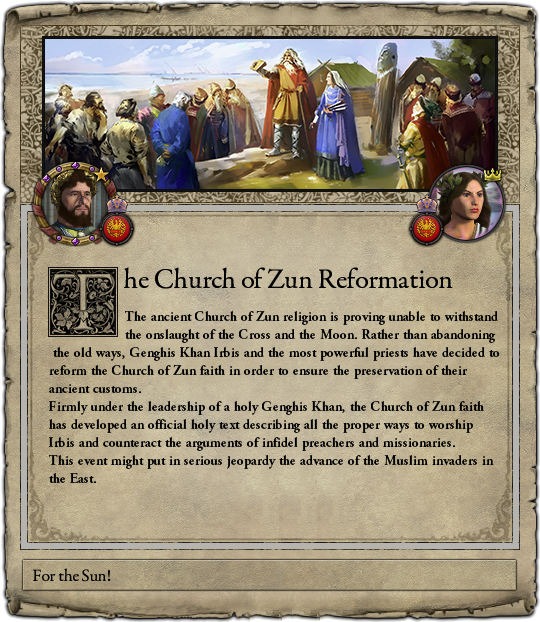 The Church of Zun Reformation
The ancient Church of Zun religion is proving unable to withstand
the onslaught of the Cross and the Moon. Rather than abandoning
the old ways, Genghis Khan Irbis and the most powerful priests have decided to
reform the Church of Zun faith in order to ensure the preservation of their
ancient customs.
Firmly under the leadership of a holy Genghis Khan, the Church of Zun faith
has developed an official holy text describing all the proper ways to worship
Irbis and counteract the arguments of infidel preachers and missionaries.
This event might put in serious jeopardy the advance of the Muslim invaders in
the East.
For the Sun!